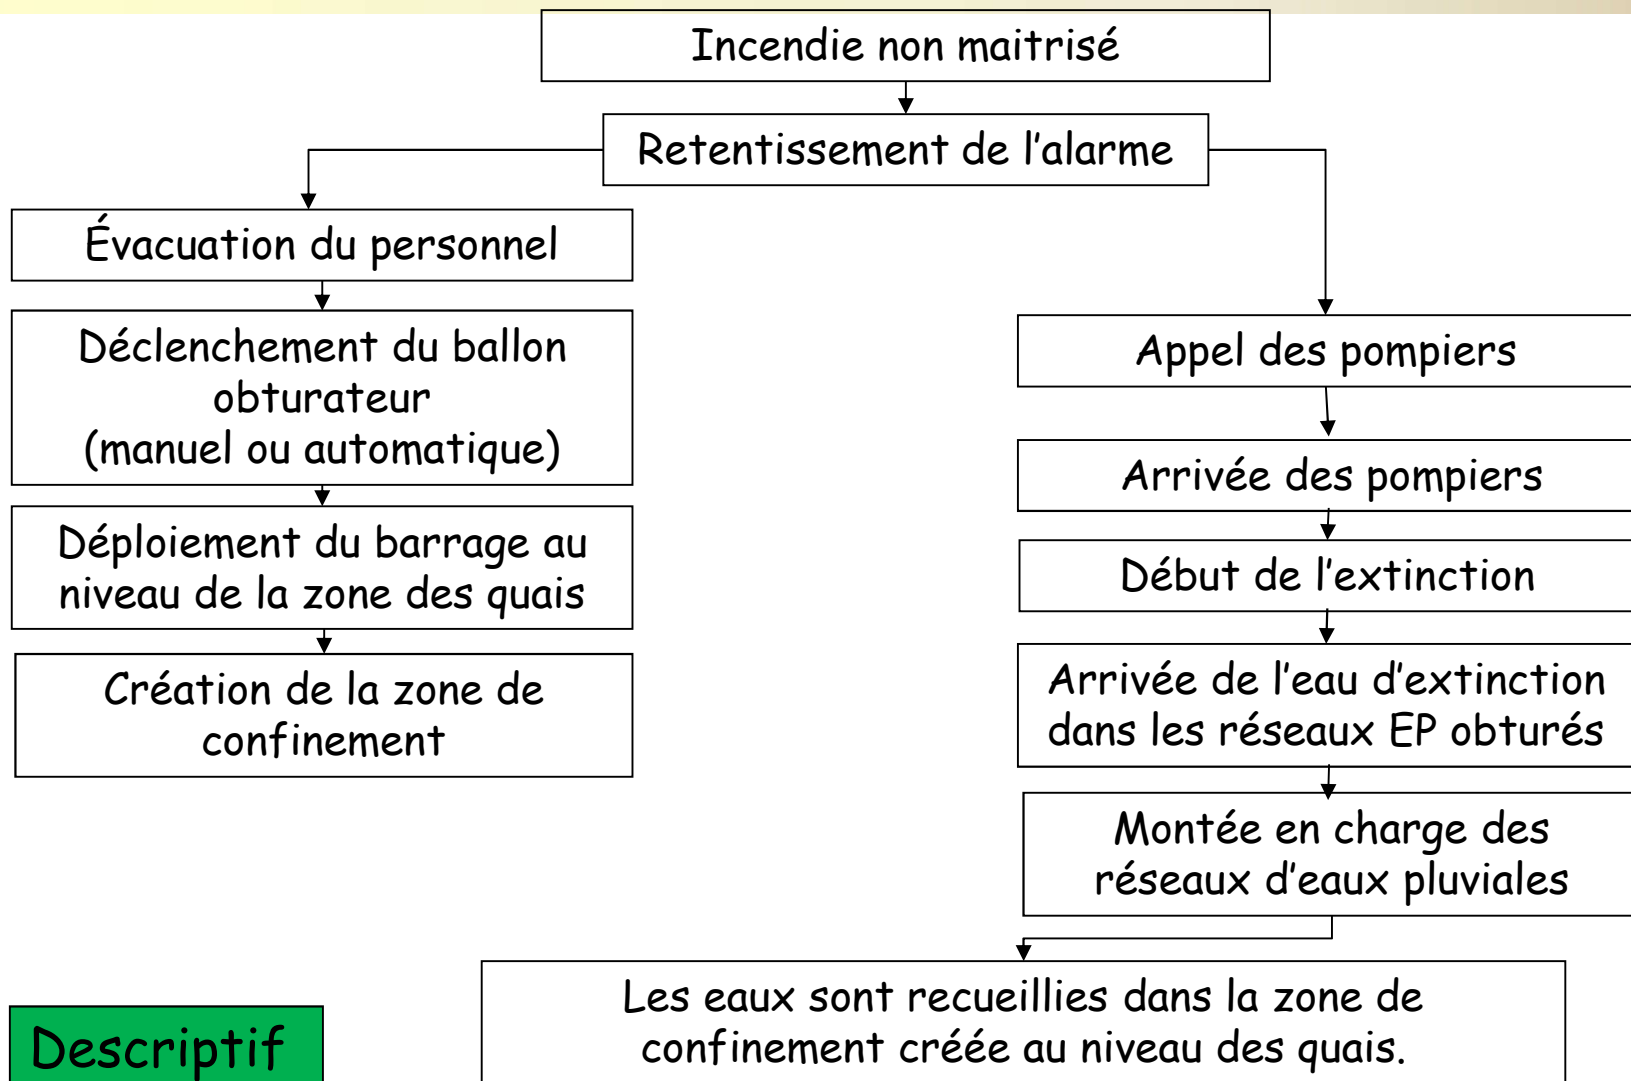 Incendie non maitrisé
Retentissement de l'alarme
Évacuation du personnel
Déclenchement du ballon
obturateur
(manuel ou automatique)
Déploiement du barrage au
niveau de la zone des quais
Création de la zone de
confinement
Appel des pompiers
Arrivée des pompiers
Début de l'extinction
Arrivée de l'eau d'extinction
dans les réseaux EP obturés
Montée en charge des
réseaux d'eaux pluviales
Les eaux sont recueillies dans la zone de
confinement créée au niveau des quais.
Descriptif